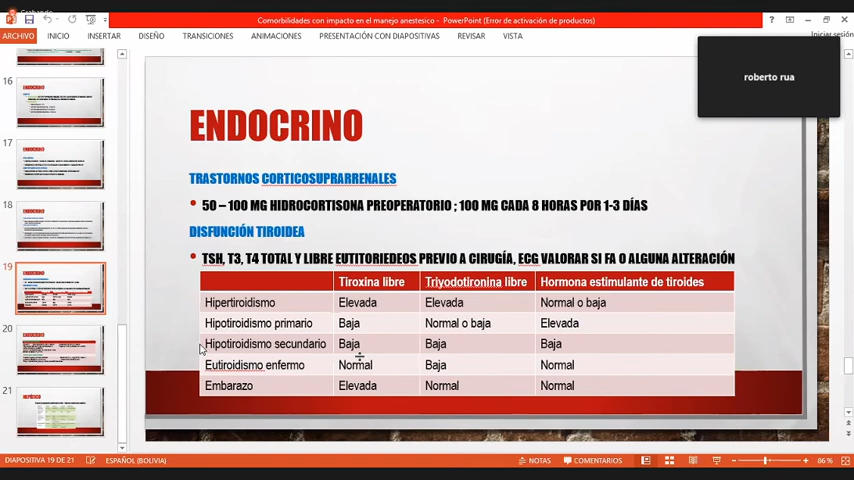 Grabando
Comorbilidades con impacto en el manejo anestesico - PowerPoint (Error de activación de productos)
ARCHIVO INICIO INSERTAR DISEÑO TRANSICIONES ANIMACIONES PRESENTACIÓN CON DIAPOSITIVAS REVISAR VISTA Iniciar sesión
roberto rua
16
17
18
19
20
21
ENDOCRINO
TRASTORNOS CORTICOSUPRARRENALES
• 50 – 100 MG HIDROCORTISONA PREOPERATORIO ; 100 MG CADA 8 HORAS POR 1-3 DÍAS
DISFUNCIÓN TIROIDEA
• TSH, T3, T4 TOTAL Y LIBRE EUTITORIEDEOS PREVIO A CIRUGÍA, ECG VALORAR SI FA O ALGUNA ALTERACIÓN
Tiroxina libre Triyodotironina libre Hormona estimulante de tiroides
Hipertiroidismo Elevada Elevada Normal o baja
Hipotiroidismo primario Baja Normal o baja Elevada
Hipotiroidismo secundario Baja Baja Baja
Eutiroidismo enfermo Normal Baja Normal
Embarazo Elevada Normal Normal
DIAPOSITIVA 19 DE 21 ESPAÑOL (BOLIVIA) NOTAS COMENTARIOS 86 %